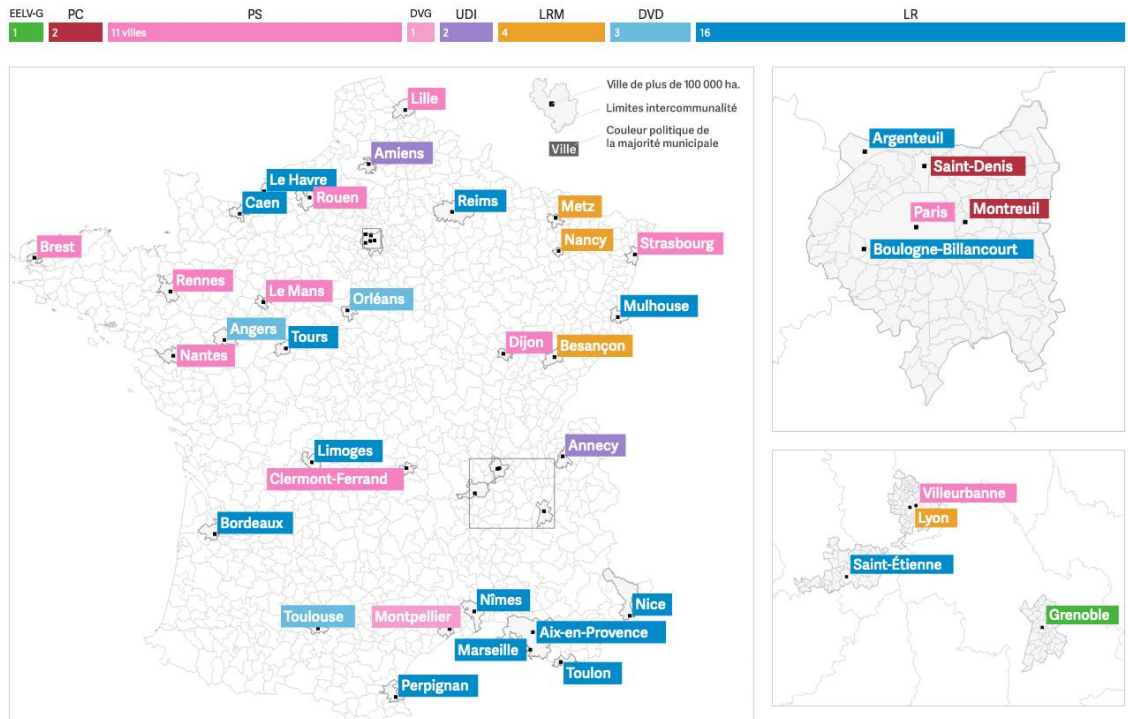 EELV-G PC PS DVG UDI LRM DVD LR
1 2 11 villes 1 2 4 3 16
Ville de plus de 100 000 ha.
Limites intercommunalité
Couleur politique de
la majorité municipale
Ville
Lille
Amiens
Le Havre
Rouen
Caen
Reims
Metz
Nancy
Strasbourg
Brest
Rennes
Le Mans
Orléans
Mulhouse
Angers
Tours
Nantes
Dijon
Besançon
Limoges
Annecy
Clermont-Ferrand
Bordeaux
Nîmes
Nice
Toulouse
Montpellier
Aix-en-Provence
Marseille
Toulon
Perpignan
Argenteuil
Saint-Denis
Paris
Montreuil
Boulogne-Billancourt
Villeurbanne
Lyon
Saint-Étienne
Grenoble